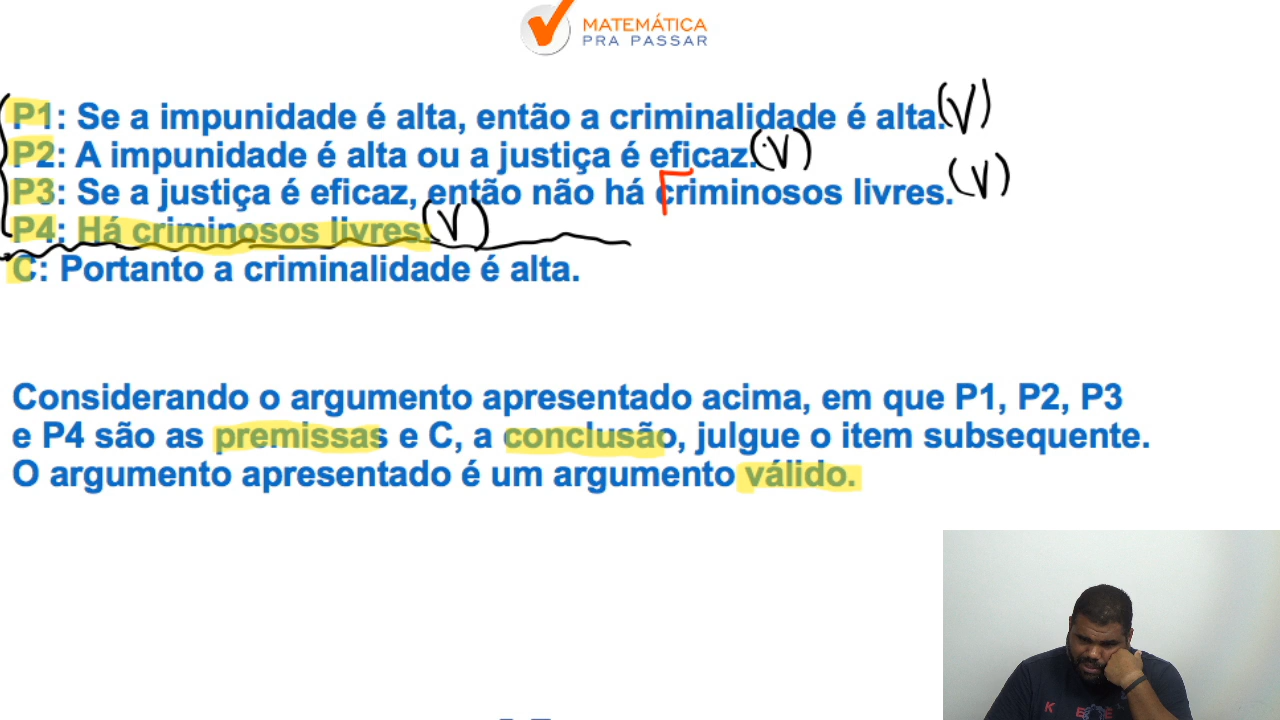 MATEMÁTICA
PRA PASSAR
P1: Se a impunidade é alta, então a criminalidade é alta. (V)
P2: A impunidade é alta ou a justiça é eficaz. (V)
P3: Se a justiça é eficaz, então não há criminosos livres. (V)
P4: Há criminosos livres. (V)
C: Portanto a criminalidade é alta.
Considerando o argumento apresentado acima, em que P1, P2, P3
e P4 são as premissas e C, a conclusão, julgue o item subsequente.
O argumento apresentado é um argumento válido.